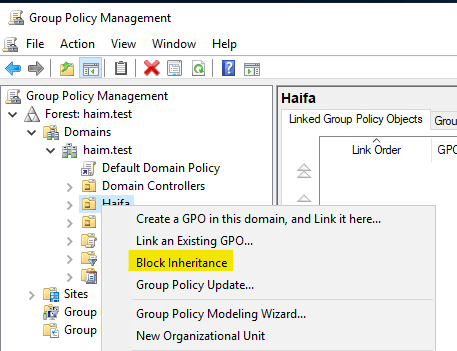 Group Policy Management
File Action View Window Help
Group Policy Management
Forest: haim.test
Domains
haim.test
Default Domain Policy
Domain Controllers
Haifa
Sites
Group
Group
Haifa
Linked Group Policy Objects Grou
Link Order GPO
Create a GPO in this domain, and Link it here...
Link an Existing GPO...
Block Inheritance
Group Policy Update...
Group Policy Modeling Wizard...
New Organizational Unit